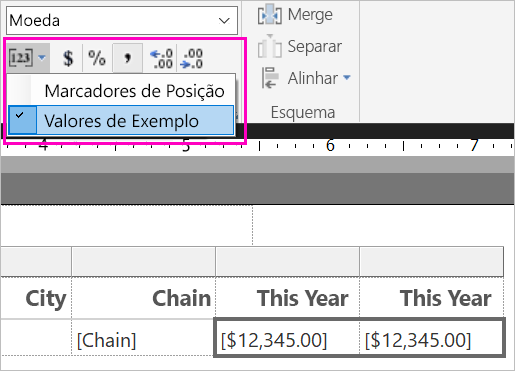 Moeda
Merge
[123] $ % , ←.0 .00 .00 →.0
Separar
Marcadores de Posição
Alinhar
Valores de Exemplo
Esquema
4 5 6 7
City Chain This Year This Year
[Chain] [$12,345.00] [$12,345.00]